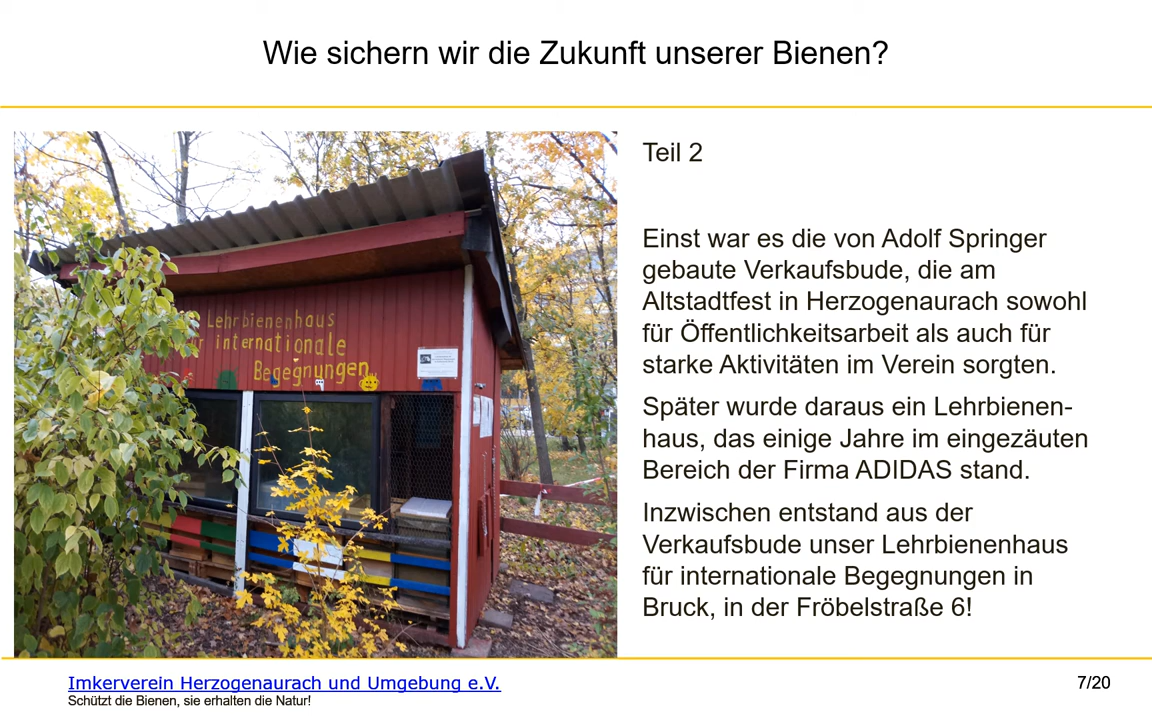 Wie sichern wir die Zukunft unserer Bienen?
Lehrbienenhaus
internationale
Begegnungen
Teil 2
Einst war es die von Adolf Springer
gebaute Verkaufsbude, die am
Altstadtfest in Herzogenaurach sowohl
für Öffentlichkeitsarbeit als auch für
starke Aktivitäten im Verein sorgten.
Später wurde daraus ein Lehrbienen-
haus, das einige Jahre im eingezäuten
Bereich der Firma ADIDAS stand.
Inzwischen entstand aus der
Verkaufsbude unser Lehrbienenhaus
für internationale Begegnungen in
Bruck, in der Fröbelstraße 6!
Imkerverein Herzogenaurach und Umgebung e.V.
Schützt die Bienen, sie erhalten die Natur!
7/20